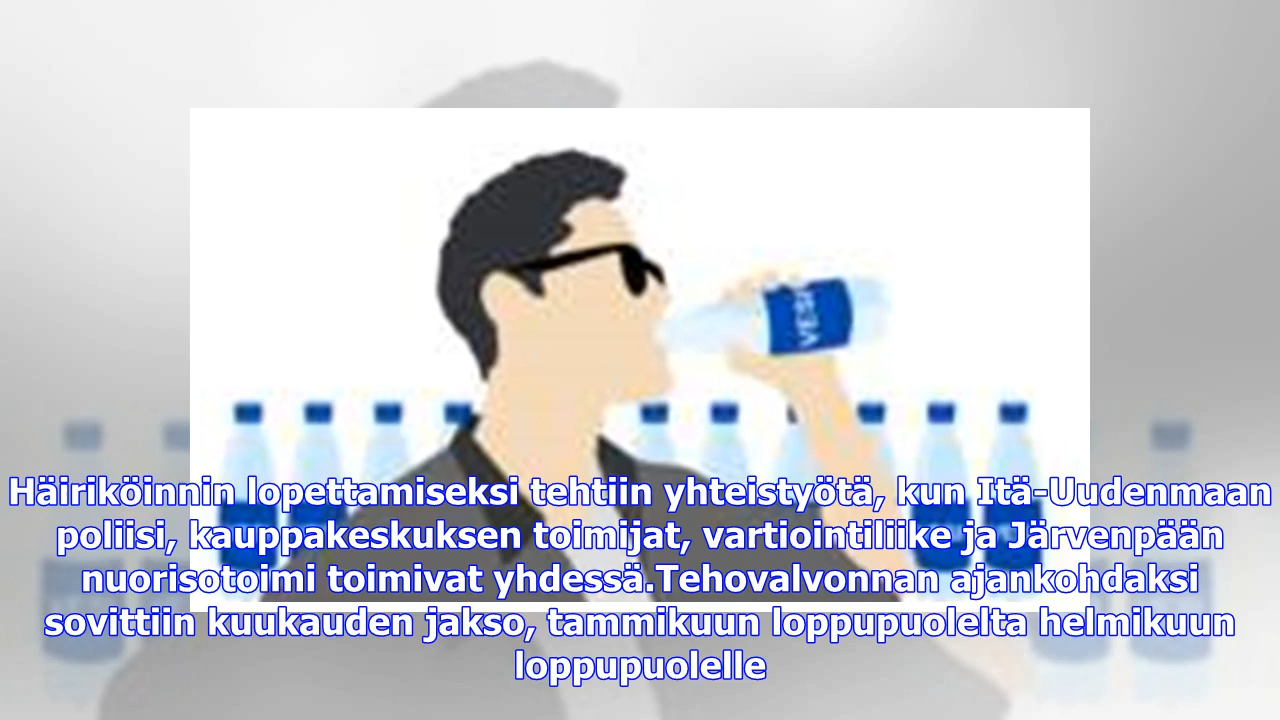 VESI
Häiriköinnin lopettamiseksi tehtiin yhteistyötä, kun Itä-Uudenmaan
poliisi, kauppakeskuksen toimijat, vartiointiliike ja Järvenpään
nuorisotoimi toimivat yhdessä.Tehovalvonnan ajankohdaksi
sovittiin kuukauden jakso, tammikuun loppupuolelta helmikuun
loppupuolelle